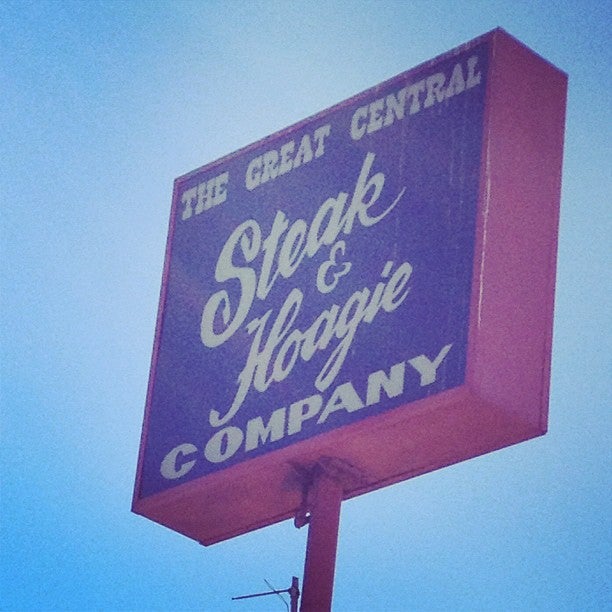 THE GREAT CENTRAL
Steak
&
Hoagie
COMPANY